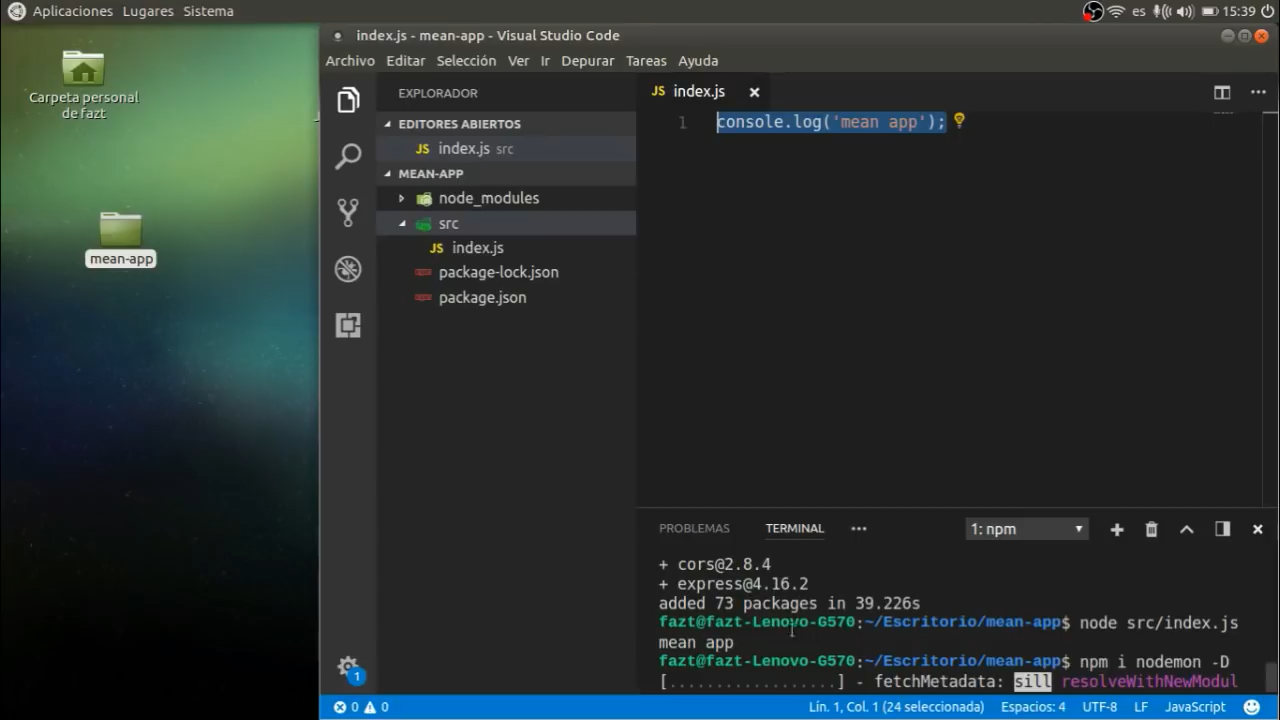 Aplicaciones Lugares Sistema
es
15:39
Carpeta personal
de fazt
mean-app
index.js - mean-app - Visual Studio Code
Archivo Editar Selección Ver Ir Depurar Tareas Ayuda
EXPLORADOR
EDITORES ABIERTOS
JS index.js src
MEAN-APP
node_modules
src
JS index.js
package-lock.json
package.json
1
JS index.js
1 console.log('mean app');
PROBLEMAS TERMINAL
1: npm
+ cors@2.8.4
+ express@4.16.2
added 73 packages in 39.226s
fazt@fazt-Lenovo-G570:~/Escritorio/mean-app$ node src/index.js
mean app
fazt@fazt-Lenovo-G570:~/Escritorio/mean-app$ npm i nodemon -D
[..................] - fetchMetadata: sill resolveWithNewModul
0 0
Lín. 1, Col. 1 (24 seleccionada) Espacios: 4 UTF-8 LF JavaScript